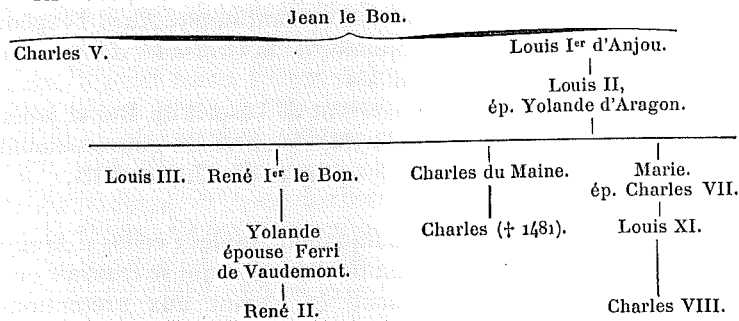 Jean le Bon.
Charles V.
Louis Iᵉʳ d'Anjou.
Louis II,
ép. Yolande d'Aragon.
Louis III.
René Iᵉʳ le Bon.
Charles du Maine.
Marie.
ép. Charles VII.
Yolande
épouse Ferri
de Vaudemont.
Charles († 1481).
Louis XI.
René II.
Charles VIII.